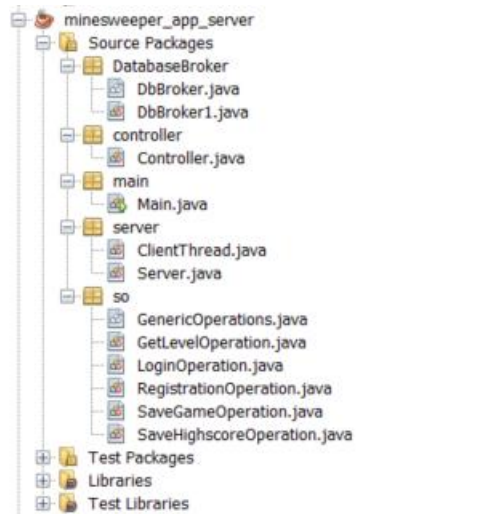 minesweeper_app_server
Source Packages
DatabaseBroker
DbBroker.java
DbBroker1.java
controller
Controller.java
main
Main.java
server
ClientThread.java
Server.java
so
GenericOperations.java
GetLevelOperation.java
LoginOperation.java
RegistrationOperation.java
SaveGameOperation.java
SaveHighscoreOperation.java
Test Packages
Libraries
Test Libraries